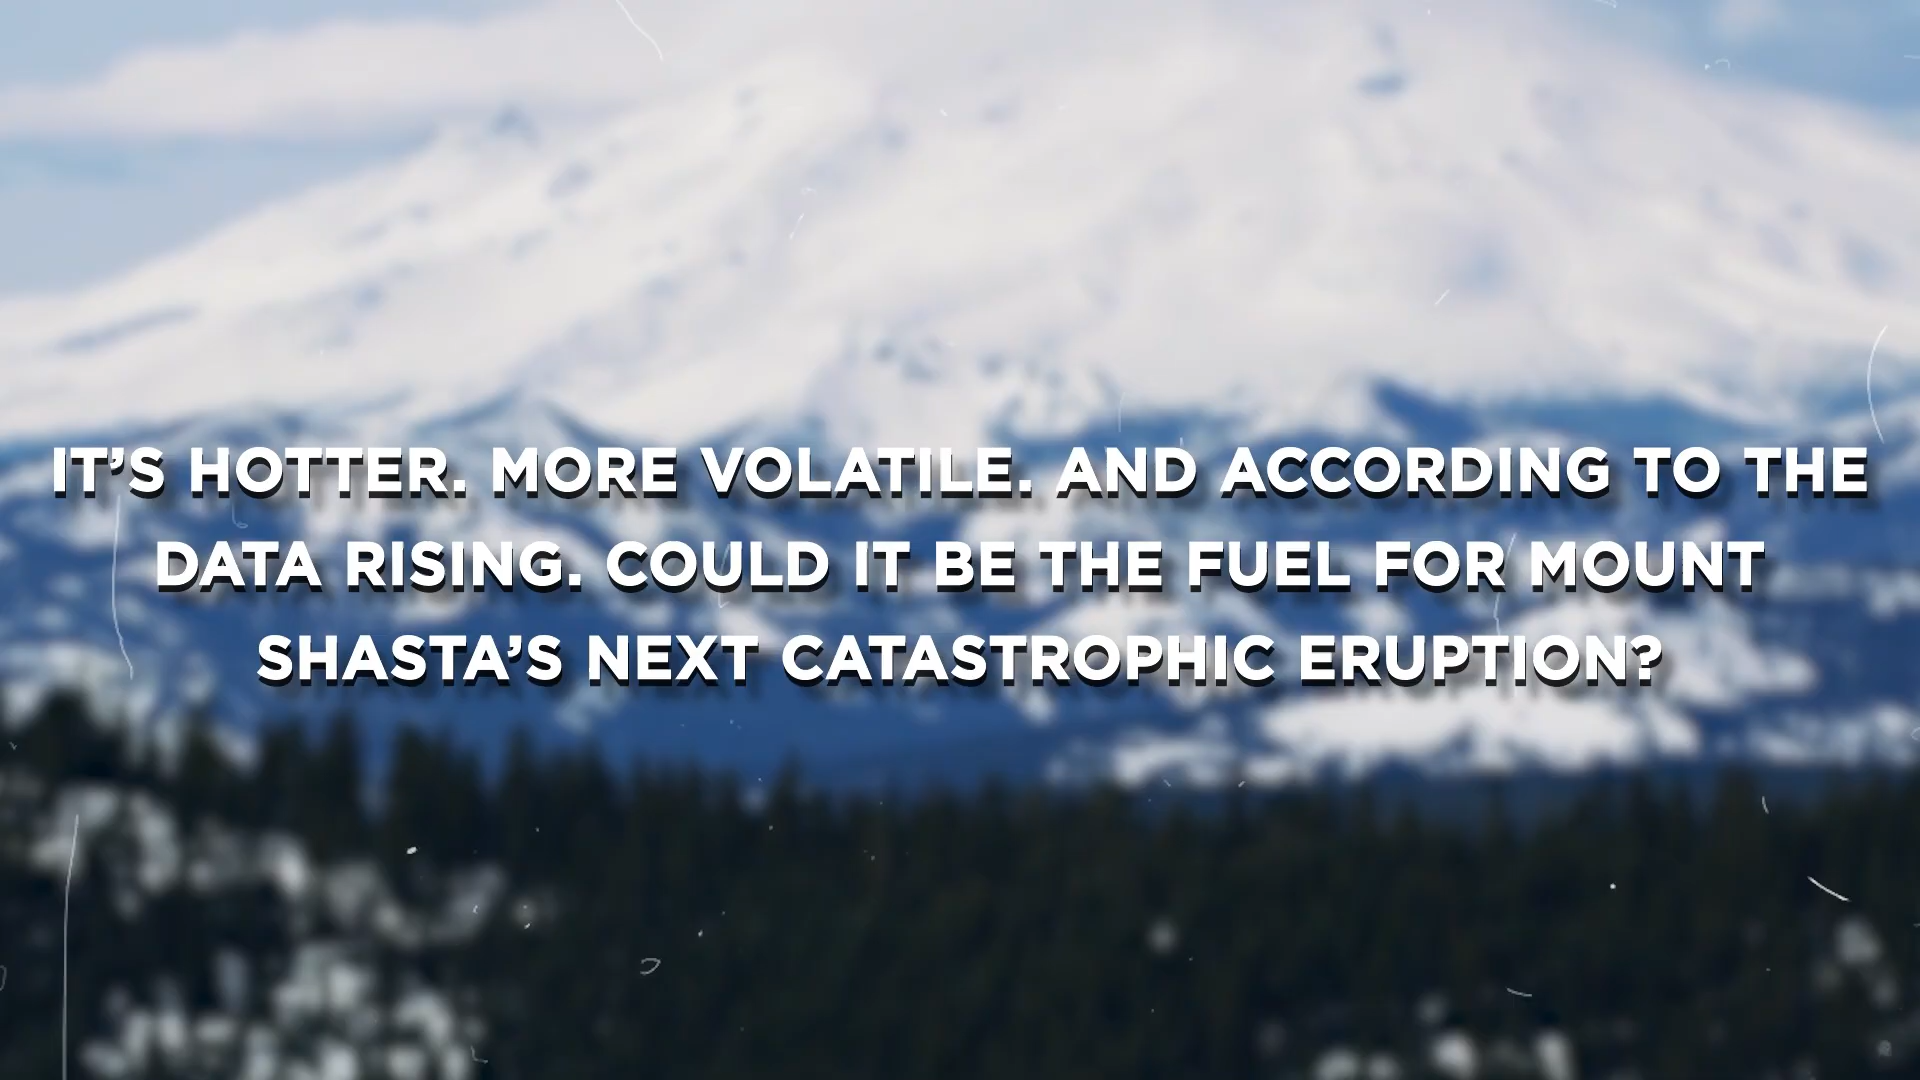 IT’S HOTTER. MORE VOLATILE. AND ACCORDING TO THE
DATA RISING. COULD IT BE THE FUEL FOR MOUNT
SHASTA’S NEXT CATASTROPHIC ERUPTION?